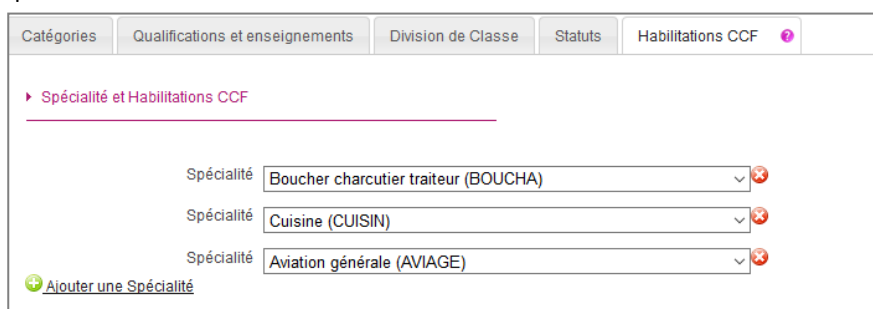 Catégories Qualifications et enseignements Division de Classe Statuts Habilitations CCF ?
Spécialité et Habilitations CCF
Spécialité Boucher charcutier traiteur (BOUCHA)
Spécialité Cuisine (CUISIN)
Spécialité Aviation générale (AVIAGE)
Ajouter une Spécialité